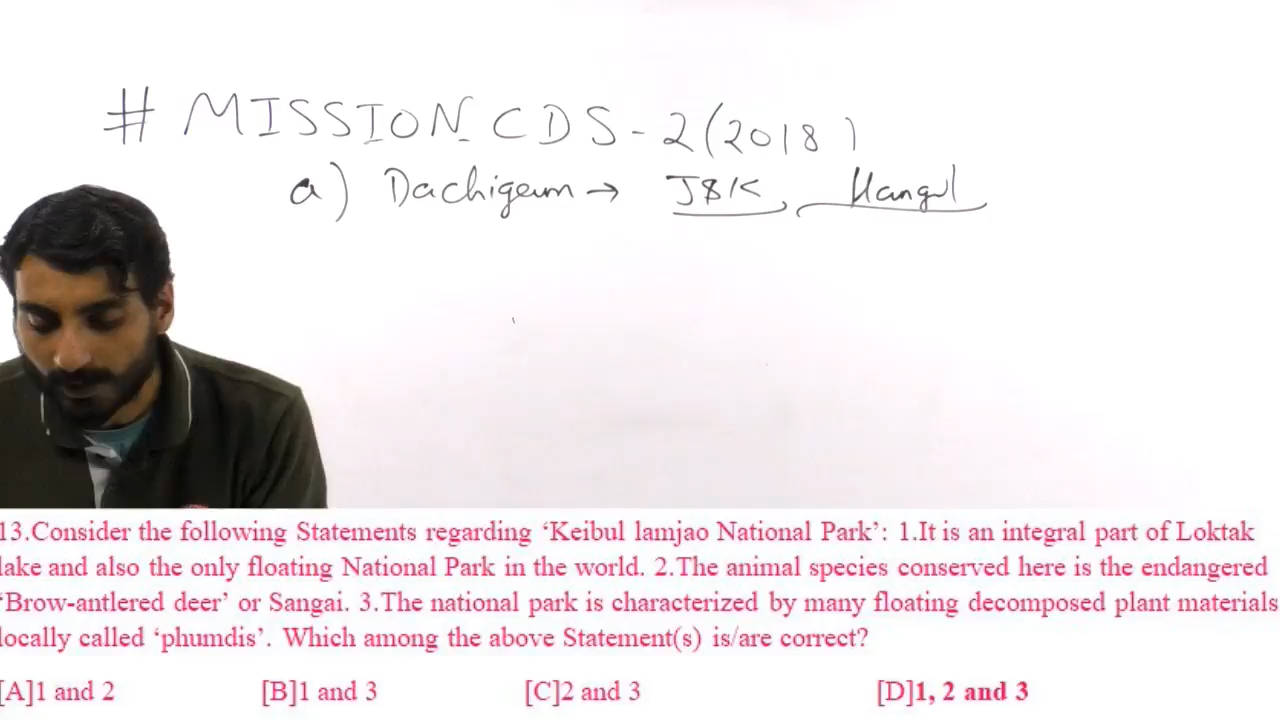 # MISSION CDS-2(2018)
a) Dachigam → J&K, Hangul
13.Consider the following Statements regarding ‘Keibul lamjao National Park’: 1.It is an integral part of Loktak
lake and also the only floating National Park in the world. 2.The animal species conserved here is the endangered
‘Brow-antlered deer’ or Sangai. 3.The national park is characterized by many floating decomposed plant materials
locally called ‘phumdis’. Which among the above Statement(s) is/are correct?
[A]1 and 2 [B]1 and 3 [C]2 and 3 [D]1, 2 and 3